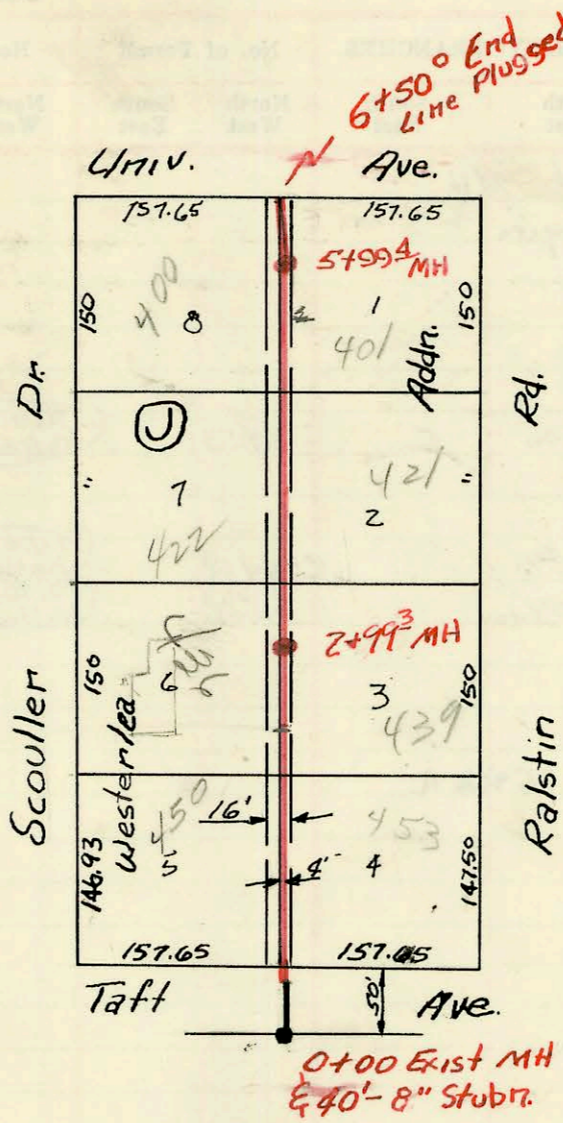 6+50⁰ End
Line Plugged
Univ. Ave.
157.65 157.65
5+99⁴ MH
150 400 8 1 401 Addn. 150
Dr. Rd.
C
" 7 422 421 2 "
2+99³ MH
150 6 3 439 150
Scouller Westerlea Ralstin
16'
146.93 450 5 4' 453 4 147.50
157.65 157.65
Taft Ave.
50'
0+00 Exist MH
& 40'-8" Stubn.